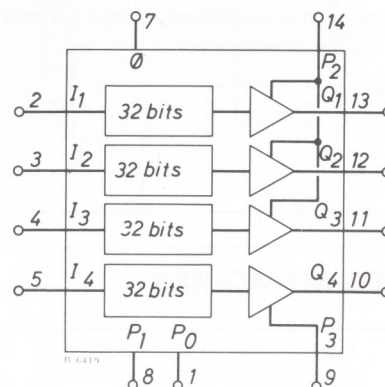 7 14
Ø P2
2 I1 32 bits Q1 13
3 I2 32 bits Q2 12
4 I3 32 bits Q3 11
5 I4 32 bits Q4 10
P1 P0 P3
8 1 9